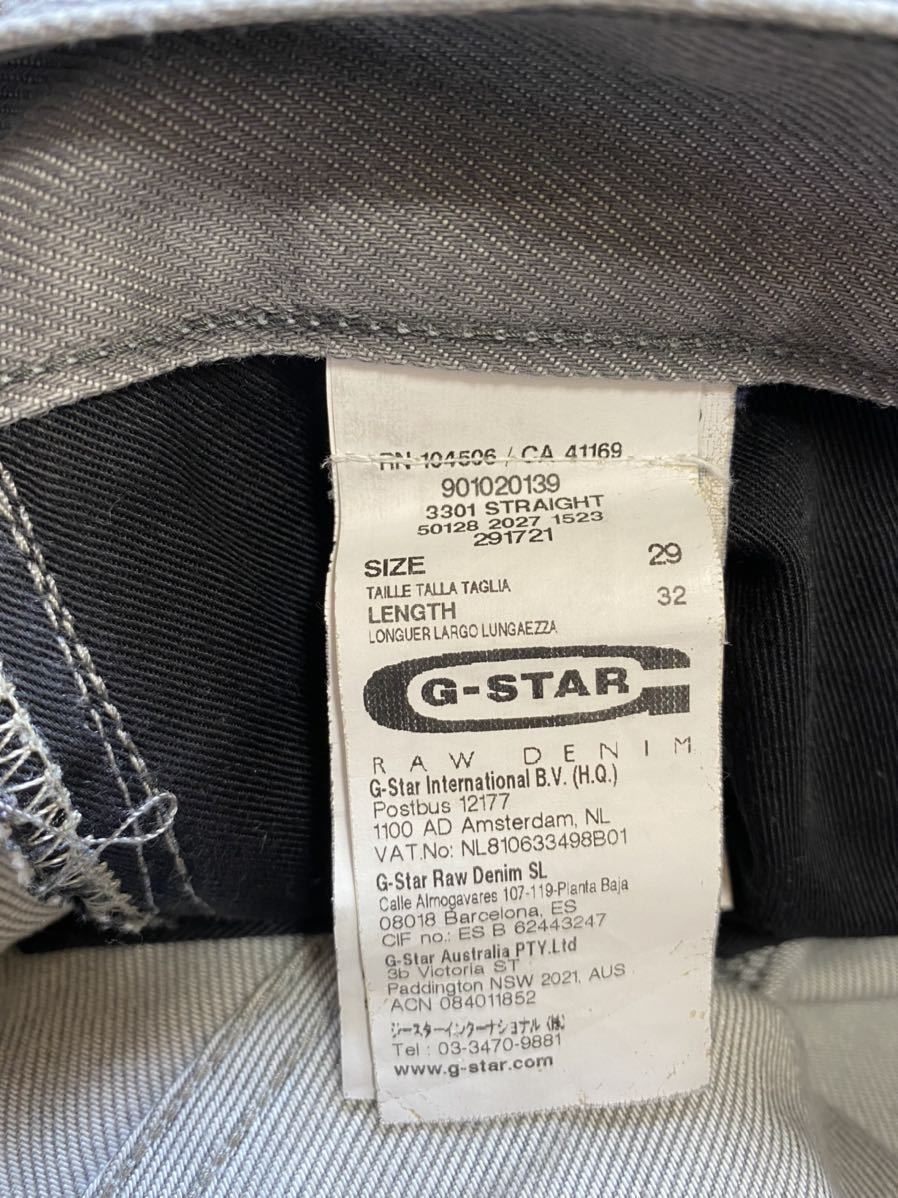 RN 104506 / CA 41169
901020139
3301 STRAIGHT
50128 2027 1523
291721
SIZE 29
TAILLE TALLA TAGLIA
LENGTH 32
LONGUER LARGO LUNGAEZZA
G-STAR
RAW DENIM
G-Star International B.V. (H.Q.)
Postbus 12177
1100 AD Amsterdam, NL
VAT.No: NL810633498B01
G-Star Raw Denim SL
Calle Almogavares 107-119-Planta Baja
08018 Barcelona, ES
CIF no.: ES B 62443247
G-Star Australia PTY.Ltd
3b Victoria ST
Paddington NSW 2021, AUS
ACN 084011852
ジースターインターナショナル (株)
Tel : 03-3470-9881
www.g-star.com